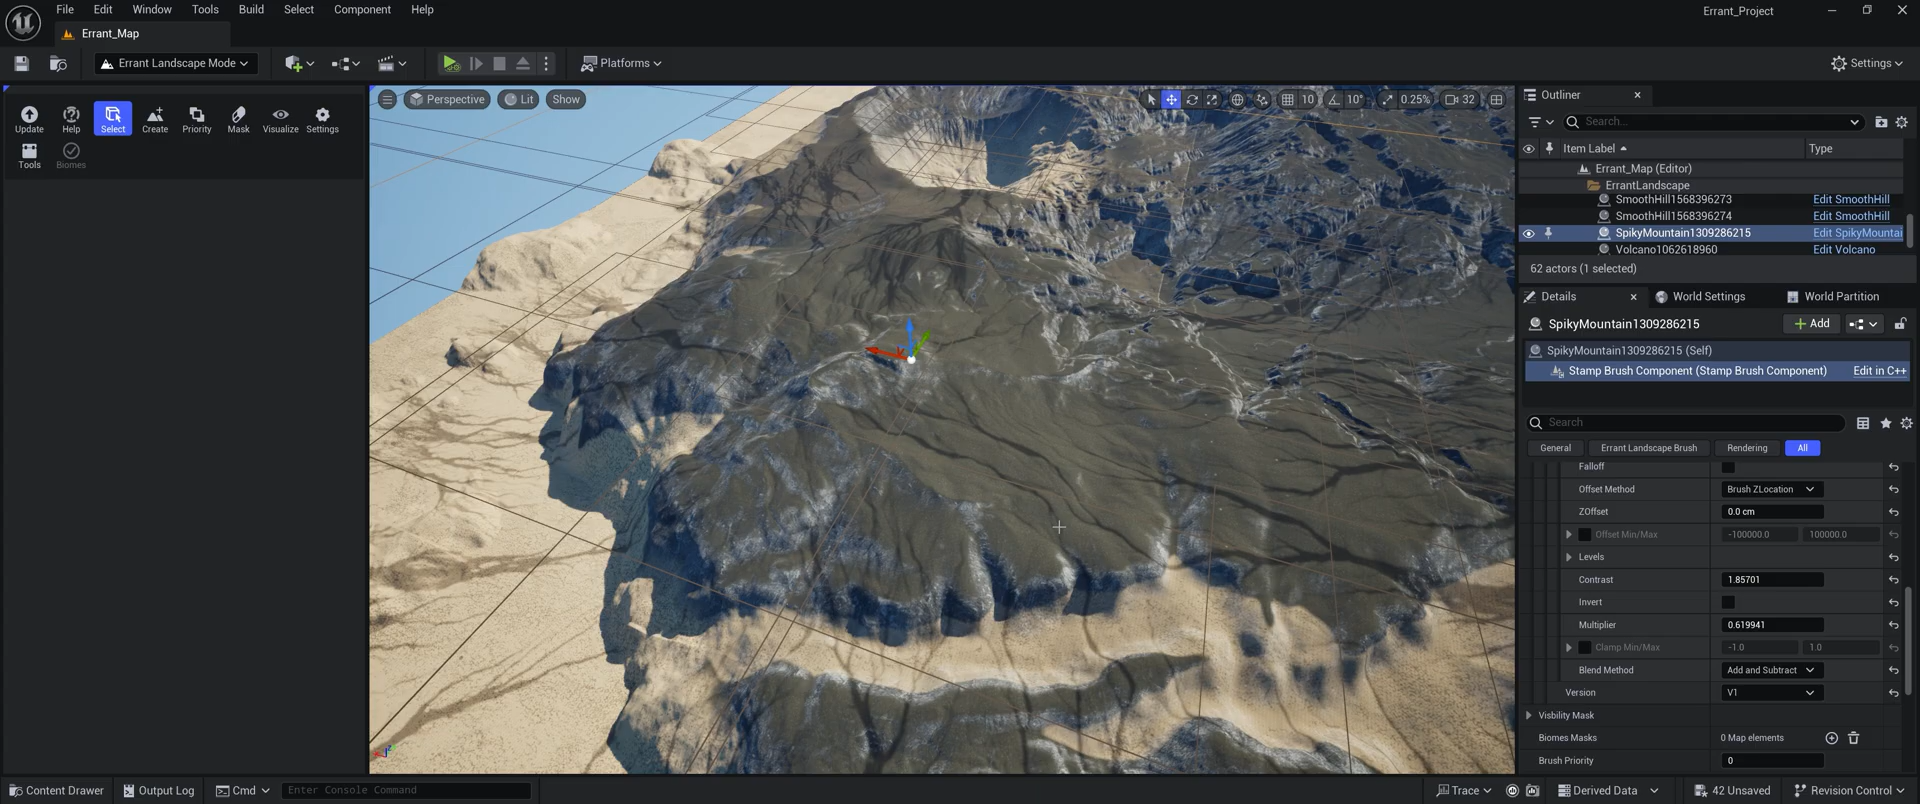 File Edit Window Tools Build Select Component Help
Errant_Project
Errant_Map
Errant Landscape Mode
Platforms
Settings
Update Help Select Create Priority Mask Visualize Settings
Tools Biomes
Perspective Lit Show
10 10° 0.25% 32
Outliner
Search...
Item Label Type
Errant_Map (Editor)
ErrantLandscape
SmoothHill1568396273 Edit SmoothHill
SmoothHill1568396274 Edit SmoothHill
SpikyMountain1309286215 Edit SpikyMountai
Volcano1062618960 Edit Volcano
62 actors (1 selected)
Details World Settings World Partition
SpikyMountain1309286215
Add
SpikyMountain1309286215 (Self)
Stamp Brush Component (Stamp Brush Component) Edit in C++
Search
General Errant Landscape Brush Rendering All
Falloff
Offset Method Brush ZLocation
ZOffset 0.0 cm
Offset Min/Max -100000.0 100000.0
Levels
Contrast 1.85701
Invert
Multiplier 0.619941
Clamp Min/Max -1.0 1.0
Blend Method Add and Subtract
Version V1
Visbility Mask
Biomes Masks 0 Map elements
Brush Priority 0
Content Drawer Output Log Cmd Enter Console Command
Trace Derived Data 42 Unsaved Revision Control